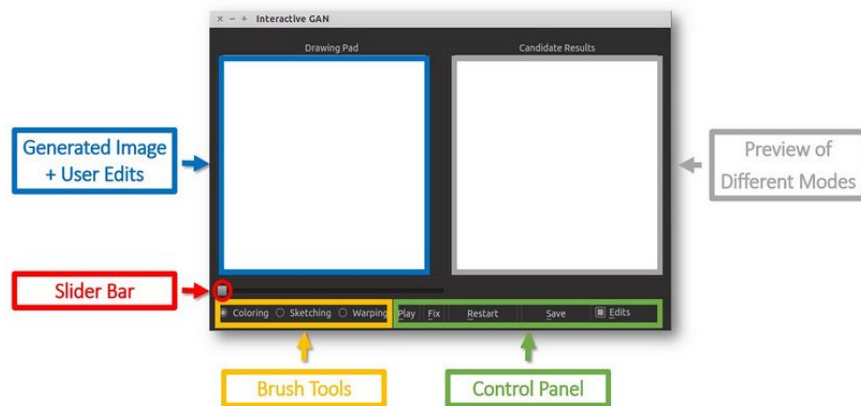 × − + Interactive GAN
Drawing Pad
Candidate Results
Generated Image
+ User Edits
Preview of
Different Modes
Slider Bar
Coloring Sketching Warping Play Fix Restart Save Edits
Brush Tools
Control Panel